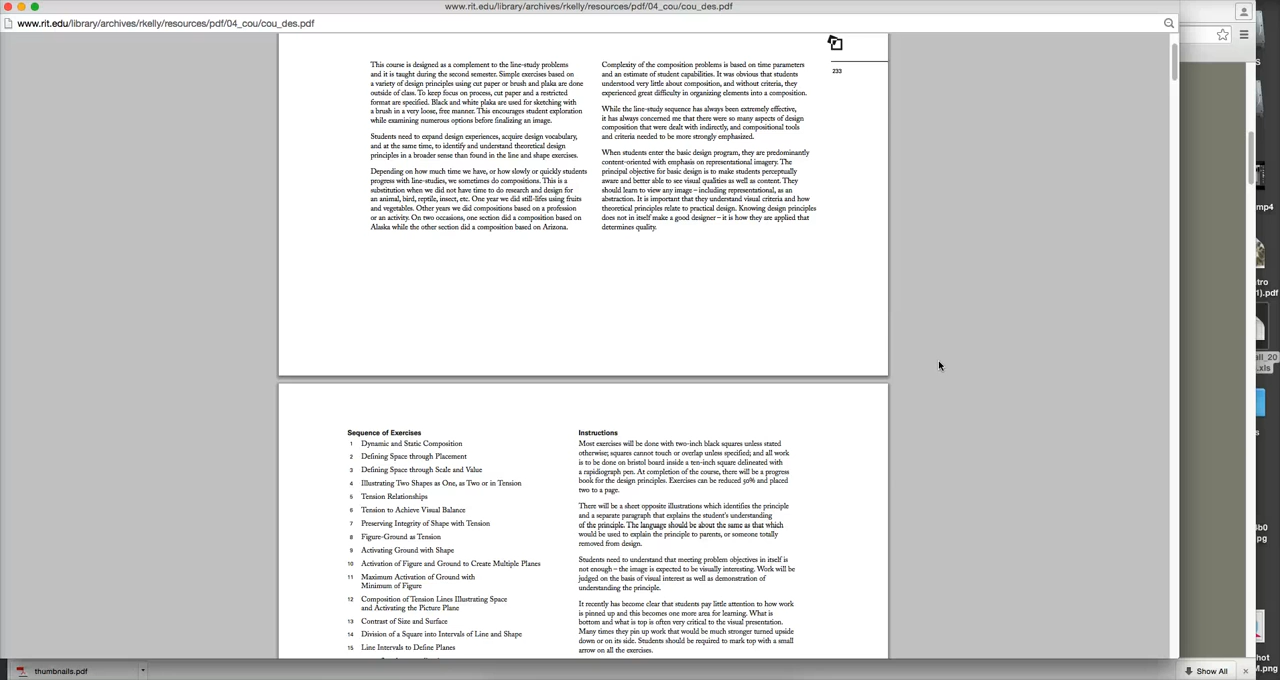 www.rit.edu/library/archives/rkelly/resources/pdf/04_cou/cou_des.pdf
www.rit.edu/library/archives/rkelly/resources/pdf/04_cou/cou_des.pdf
233
This course is designed as a complement to the line-study problems
and it is taught during the second semester. Simple exercises based on
a variety of design principles using cut paper or brush and plaka are done
outside of class. To keep focus on process, cut paper and a restricted
format are specified. Black and white plaka are used for sketching with
a brush in a very loose, free manner. This encourages student exploration
while examining numerous options before finalizing an image.
Students need to expand design experiences, acquire design vocabulary,
and at the same time, to identify and understand theoretical design
principles in a broader sense than found in the line and shape exercises.
Depending on how much time we have, or how slowly or quickly students
progress with line-studies, we sometimes do compositions. This is a
substitution when we did not have time to do research and design for
an animal, bird, reptile, insect, etc. One year we did still-lifes using fruits
and vegetables. Other years we did compositions based on a profession
or an activity. On two occasions, one section did a composition based on
Alaska while the other section did a composition based on Arizona.
Complexity of the composition problems is based on time parameters
and an estimate of student capabilities. It was obvious that students
understood very little about composition, and without criteria, they
experienced great difficulty in organizing elements into a composition.
While the line-study sequence has always been extremely effective,
it has always concerned me that there were so many aspects of design
composition that were dealt with indirectly, and compositional tools
and criteria needed to be more strongly emphasized.
When students enter the basic design program, they are predominantly
content-oriented with emphasis on representational imagery. The
principal objective for basic design is to make students perceptually
aware and better able to see visual qualities as well as content. They
should learn to view any image – including representational, as an
abstraction. It is important that they understand visual criteria and how
theoretical principles relate to practical design. Knowing design principles
does not in itself make a good designer – it is how they are applied that
determines quality.
Sequence of Exercises
1 Dynamic and Static Composition
2 Defining Space through Placement
3 Defining Space through Scale and Value
4 Illustrating Two Shapes as One, as Two or in Tension
5 Tension Relationships
6 Tension to Achieve Visual Balance
7 Preserving Integrity of Shape with Tension
8 Figure-Ground as Tension
9 Activating Ground with Shape
10 Activation of Figure and Ground to Create Multiple Planes
11 Maximum Activation of Ground with
Minimum of Figure
12 Composition of Tension Lines Illustrating Space
and Activating the Picture Plane
13 Contrast of Size and Surface
14 Division of a Square into Intervals of Line and Shape
15 Line Intervals to Define Planes
Instructions
Most exercises will be done with two-inch black squares unless stated
otherwise; squares cannot touch or overlap unless specified; and all work
is to be done on bristol board inside a ten-inch square delineated with
a rapidiograph pen. At completion of the course, there will be a progress
book for the design principles. Exercises can be reduced 50% and placed
two to a page.
There will be a sheet opposite illustrations which identifies the principle
and a separate paragraph that explains the student's understanding
of the principle. The language should be about the same as that which
would be used to explain the principle to parents, or someone totally
removed from design.
Students need to understand that meeting problem objectives in itself is
not enough – the image is expected to be visually interesting. Work will be
judged on the basis of visual interest as well as demonstration of
understanding the principle.
It recently has become clear that students pay little attention to how work
is pinned up and this becomes one more area for learning. What is
bottom and what is top is often very critical to the visual presentation.
Many times they pin up work that would be much stronger turned upside
down or on its side. Students should be required to mark top with a small
arrow on all the exercises.
mp4
tro
1).pdf
all_20
.xls
4b0
pg
hot
M.png
thumbnails.pdf
Show All